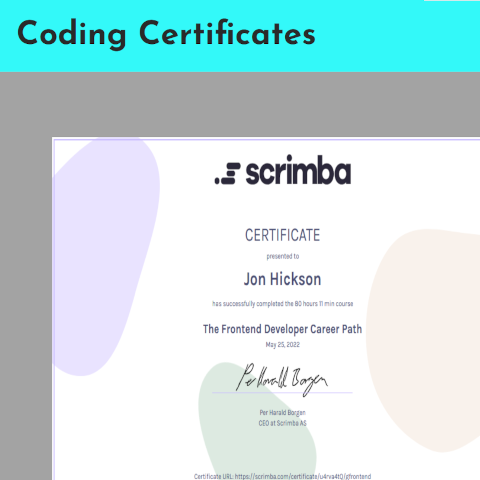 Coding Certificates
scrimba
CERTIFICATE
presented to
Jon Hickson
has successfully completed the 80 hours 11 min course
The Frontend Developer Career Path
May 25, 2022
Per Harald Borgen
Per Harald Borgen
CEO at Scrimba AS
Certificate URL: https://scrimba.com/certificate/u4rva4tQ/gfrontend